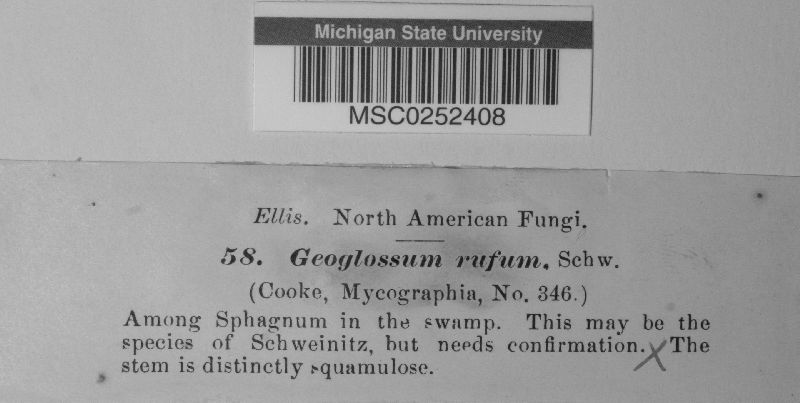 Michigan State University
MSC0252408
Ellis. North American Fungi.
58. Geoglossum rufum, Schw.
(Cooke, Mycographia, No. 346.)
Among Sphagnum in the swamp. This may be the
species of Schweinitz, but needs confirmation. X The
stem is distinctly squamulose.